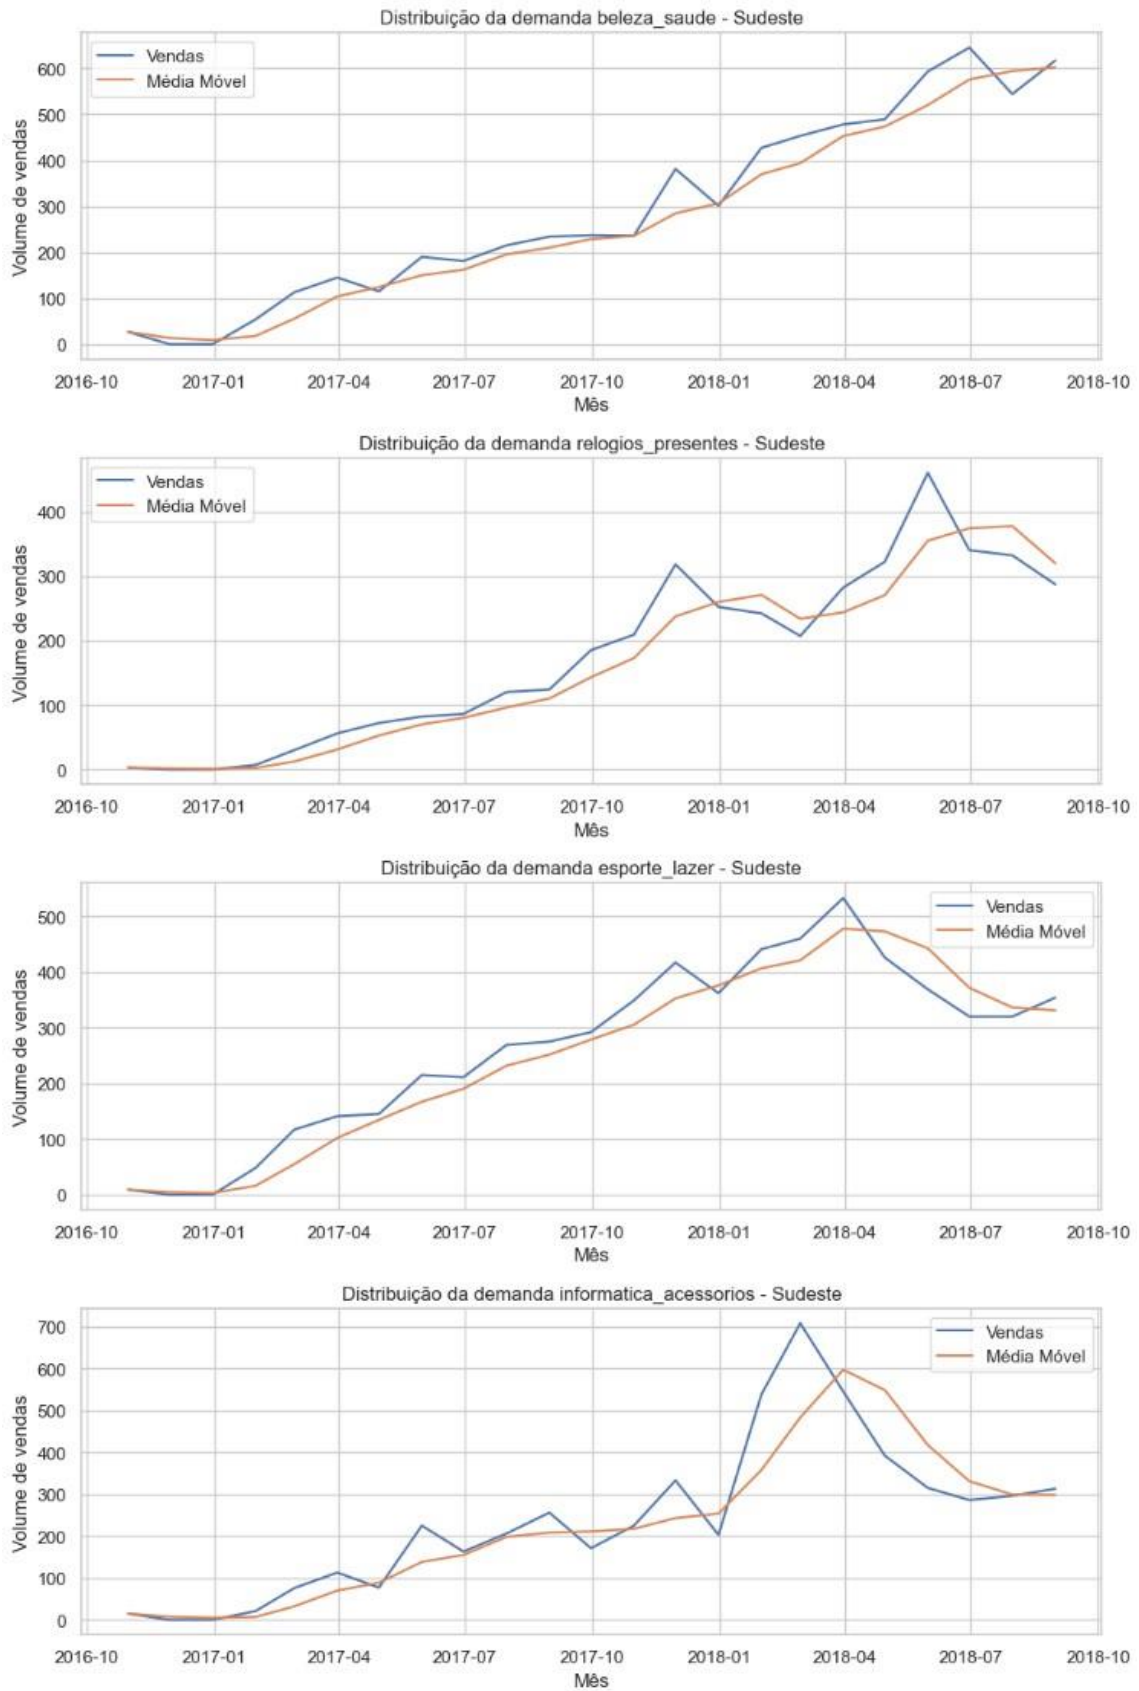 Distribuição da demanda beleza_saude - Sudeste
Vendas
Média Móvel
Volume de vendas
600
500
400
300
200
100
0
2016-10 2017-01 2017-04 2017-07 2017-10 2018-01 2018-04 2018-07 2018-10
Mês
Distribuição da demanda relogios_presentes - Sudeste
Vendas
Média Móvel
Volume de vendas
400
300
200
100
0
2016-10 2017-01 2017-04 2017-07 2017-10 2018-01 2018-04 2018-07 2018-10
Mês
Distribuição da demanda esporte_lazer - Sudeste
Vendas
Média Móvel
Volume de vendas
500
400
300
200
100
0
2016-10 2017-01 2017-04 2017-07 2017-10 2018-01 2018-04 2018-07 2018-10
Mês
Distribuição da demanda informatica_acessorios - Sudeste
Vendas
Média Móvel
Volume de vendas
700
600
500
400
300
200
100
0
2016-10 2017-01 2017-04 2017-07 2017-10 2018-01 2018-04 2018-07 2018-10
Mês